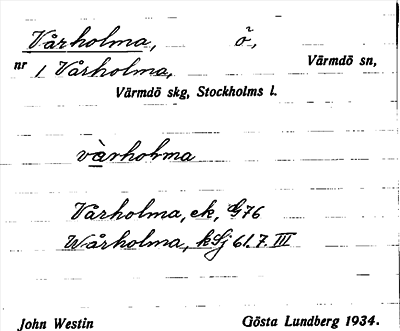 Vårholma, ö,
nr 1 Vårholma, Värmdö sn,
Värmdö skg, Stockholms l.
vàrholma
Varholma, ek, G76
Wårholma, kSj 61.7. III
John Westin Gösta Lundberg 1934.